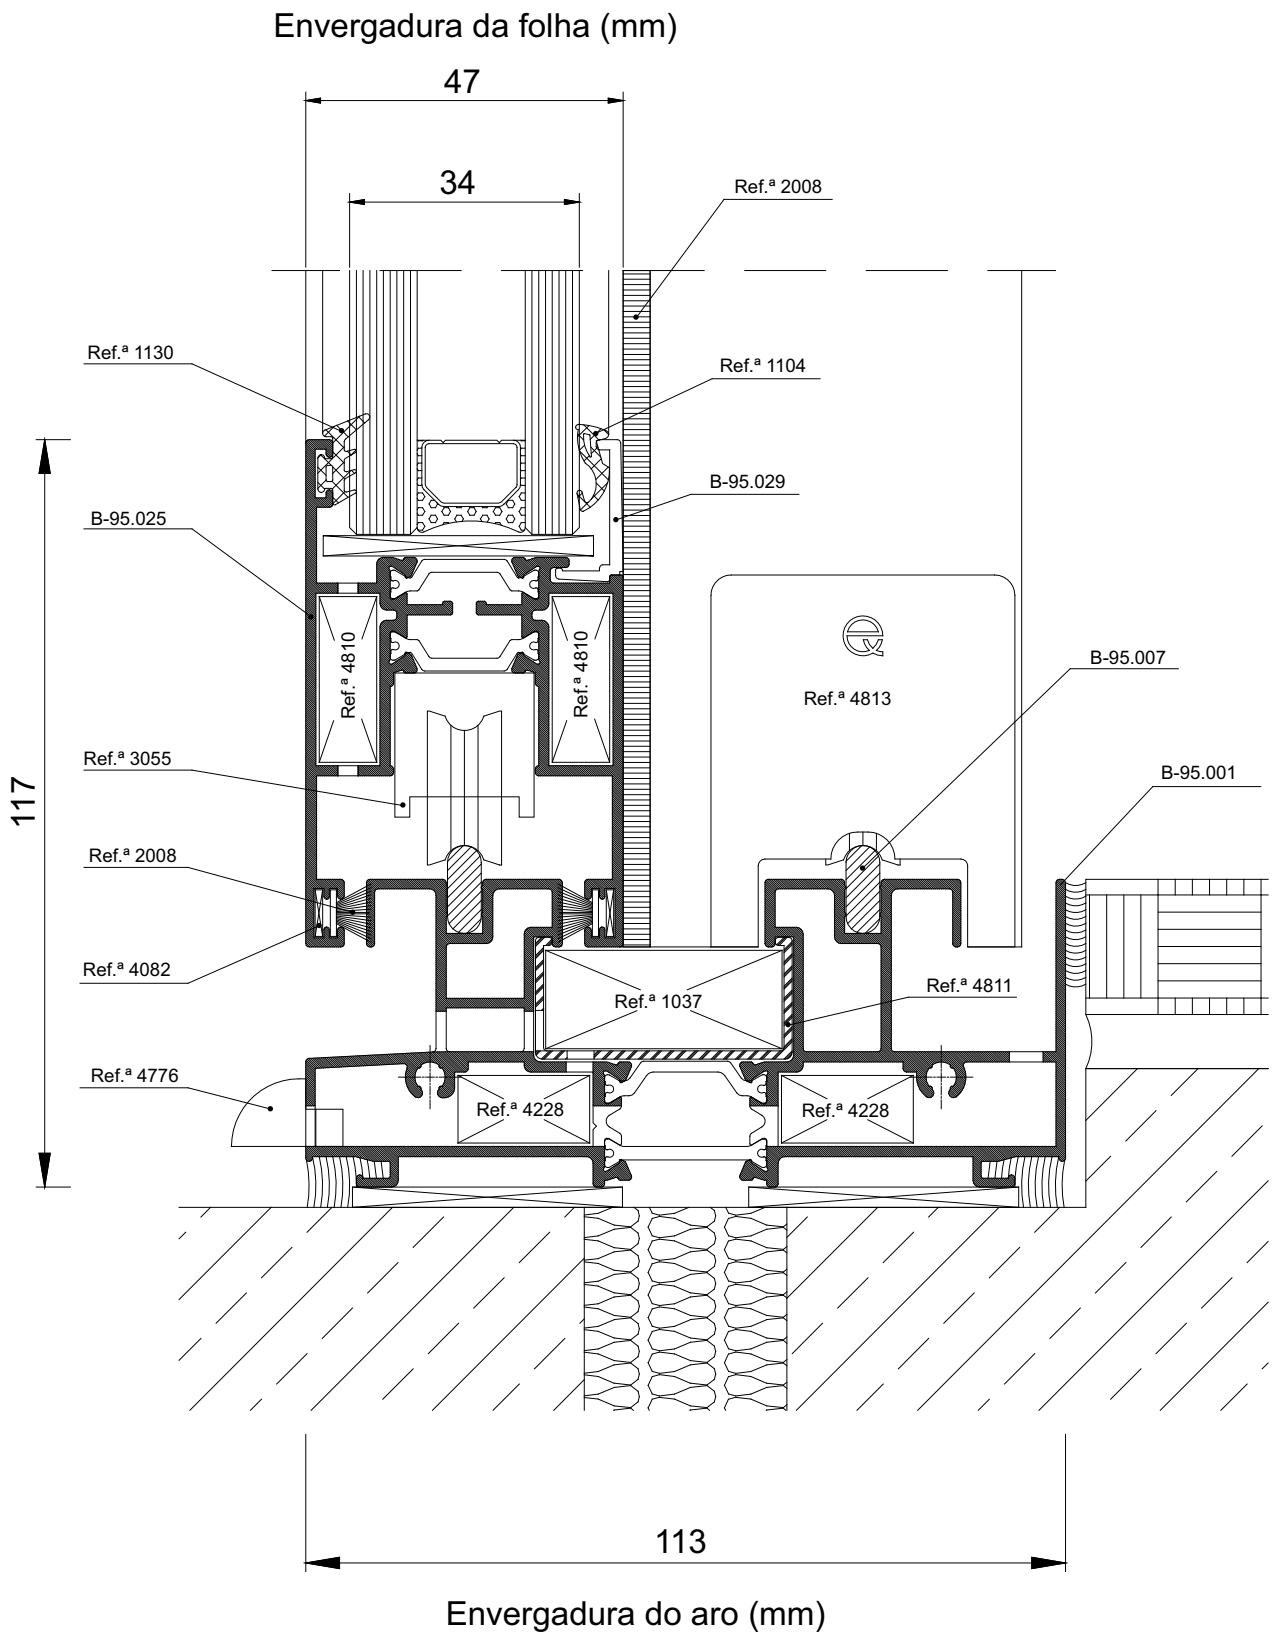 Envergadura da folha (mm)
47
34
Ref.ª 2008
Ref.ª 1130
Ref.ª 1104
B-95.029
B-95.025
Ref.ª 4810
Ref.ª 4810
B-95.007
Ref.ª 4813
Ref.ª 3055
B-95.001
117
Ref.ª 2008
Ref.ª 4082
Ref.ª 4811
Ref.ª 1037
Ref.ª 4776
Ref.ª 4228
Ref.ª 4228
113
Envergadura do aro (mm)